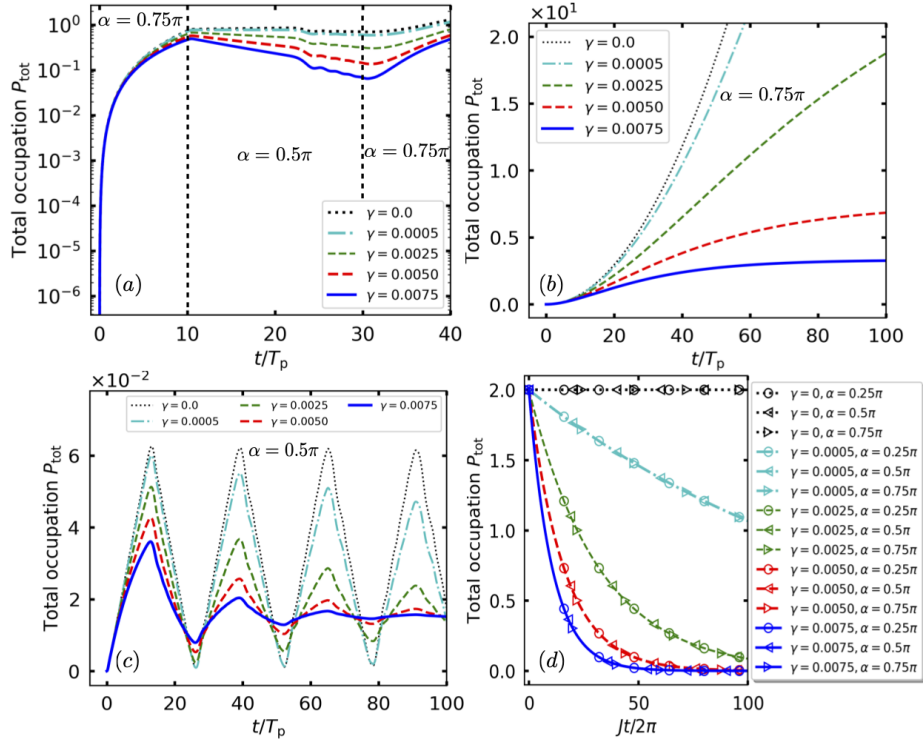 α = 0.75π
10⁰
10⁻¹
10⁻²
10⁻³
10⁻⁴
10⁻⁵
10⁻⁶
Total occupation P_tot
α = 0.5π
α = 0.75π
γ = 0.0
γ = 0.0005
γ = 0.0025
γ = 0.0050
γ = 0.0075
(a)
0 10 20 30 40
t/T_p
×10¹
2.0
1.5
1.0
0.5
0.0
Total occupation P_tot
γ = 0.0
γ = 0.0005
γ = 0.0025
γ = 0.0050
γ = 0.0075
α = 0.75π
(b)
0 20 40 60 80 100
t/T_p
×10⁻²
6
4
2
0
Total occupation P_tot
γ=0.0 γ=0.0025 γ=0.0075
γ=0.0005 γ=0.0050
α = 0.5π
(c)
0 20 40 60 80 100
t/T_p
2.0
1.5
1.0
0.5
0.0
Total occupation P_tot
(d)
0 50 100
Jt/2π
γ = 0, α = 0.25π
γ = 0, α = 0.5π
γ = 0, α = 0.75π
γ = 0.0005, α = 0.25π
γ = 0.0005, α = 0.5π
γ = 0.0005, α = 0.75π
γ = 0.0025, α = 0.25π
γ = 0.0025, α = 0.5π
γ = 0.0025, α = 0.75π
γ = 0.0050, α = 0.25π
γ = 0.0050, α = 0.5π
γ = 0.0050, α = 0.75π
γ = 0.0075, α = 0.25π
γ = 0.0075, α = 0.5π
γ = 0.0075, α = 0.75π